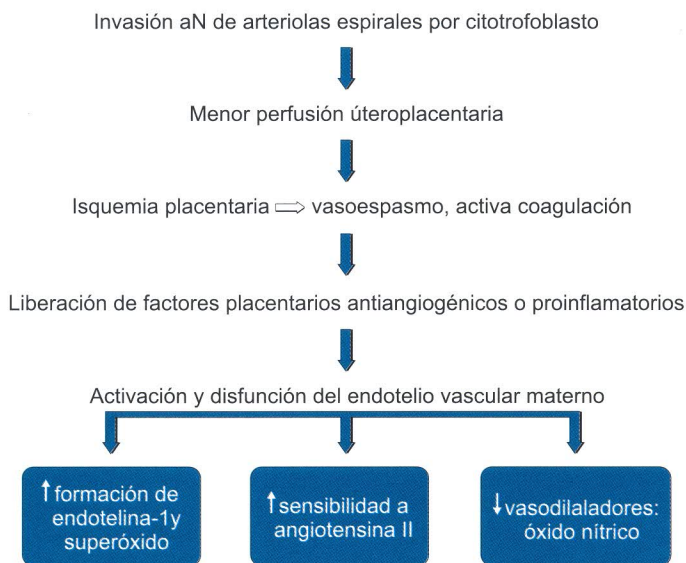 Invasión aN de arteriolas espirales por citotrofoblasto
Menor perfusión úteroplacentaria
Isquemia placentaria ⇨ vasoespasmo, activa coagulación
Liberación de factores placentarios antiangiogénicos o proinflamatorios
Activación y disfunción del endotelio vascular materno
↑formación de
endotelina-1y
superóxido
↑sensibilidad a
angiotensina II
↓vasodilaladores:
óxido nítrico